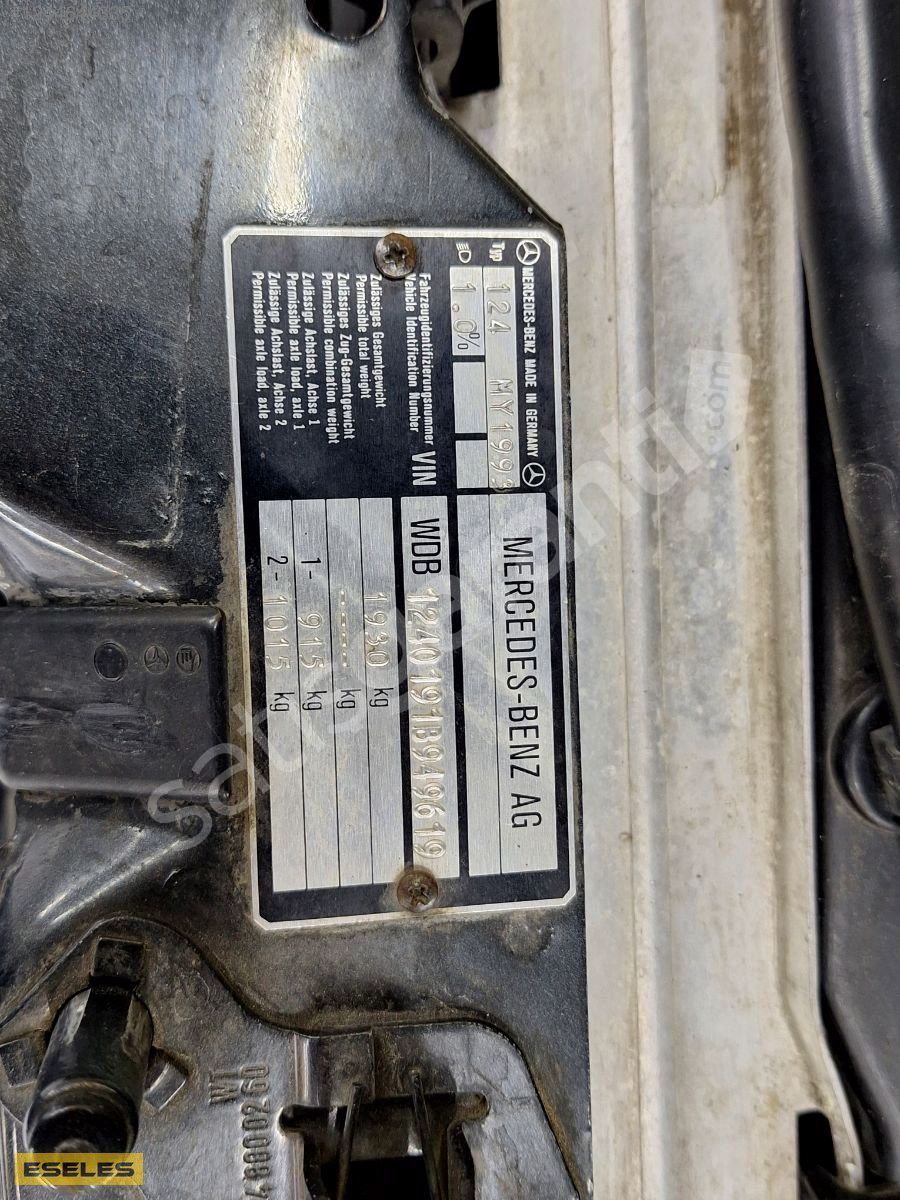 MERCEDES-BENZ MADE IN GERMANY
MERCEDES-BENZ AG
Typ 124 MY1993
1.0%
Fahrzeugidentifizierungsnummer
Vehicle Identification Number VIN WDB 1240191B949619
Zulässiges Gesamtgewicht
Permissible total weight 1930 kg
Zulässiges Zug-Gesamtgewicht
Permissible combination weight ----- kg
Zulässige Achslast, Achse 1
Permissible axle load, axle 1 1- 915 kg
Zulässige Achslast, Achse 2
Permissible axle load, axle 2 2- 1015 kg
satisgaranti.com
ESELES